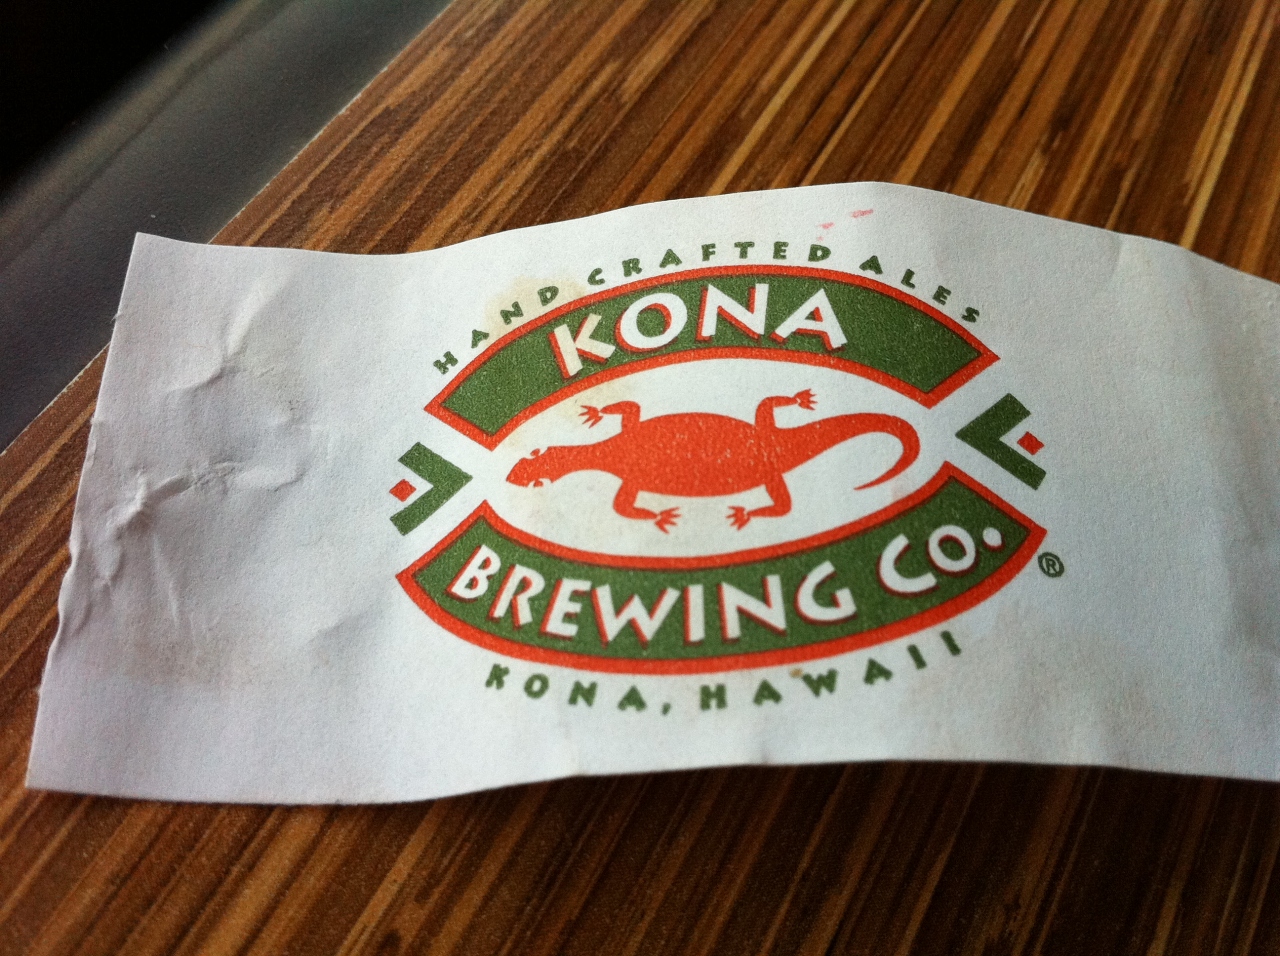 HAND CRAFTED ALES
KONA
BREWING CO.
®
KONA, HAWAII